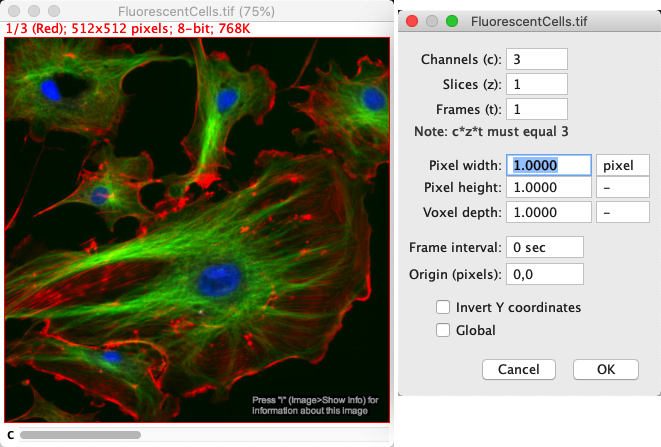 FluorescentCells.tif (75%)
1/3 (Red); 512x512 pixels; 8-bit; 768K
Press "i" (Image>Show Info) for
information about this image
c
FluorescentCells.tif
Channels (c): 3
Slices (z): 1
Frames (t): 1
Note: c*z*t must equal 3
Pixel width: 1.0000 pixel
Pixel height: 1.0000 –
Voxel depth: 1.0000 –
Frame interval: 0 sec
Origin (pixels): 0,0
Invert Y coordinates
Global
Cancel OK